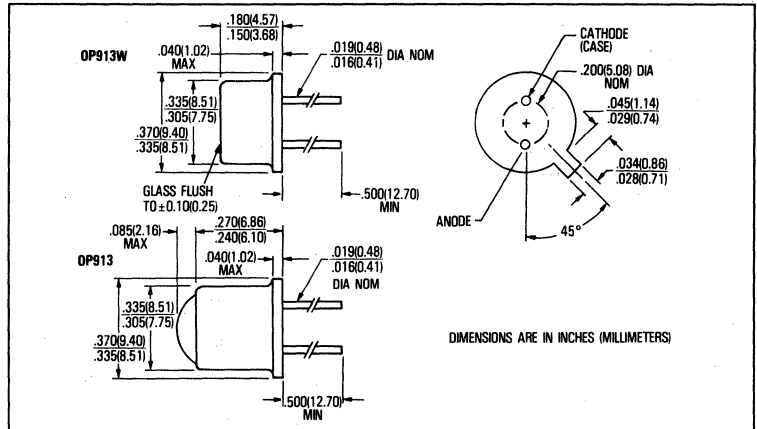 OP913W
.180(4.57)
.150(3.68)
.040(1.02)
MAX
.019(0.48)
.016(0.41)
DIA NOM
.335(8.51)
.305(7.75)
.370(9.40)
.335(8.51)
GLASS FLUSH
TO ±0.10(0.25)
.500(12.70)
MIN
CATHODE
(CASE)
.200(5.08) DIA
NOM
.045(1.14)
.029(0.74)
.034(0.86)
.028(0.71)
ANODE
45°
.085(2.16)
MAX
OP913
.270(6.86)
.240(6.10)
.040(1.02)
MAX
.019(0.48)
.016(0.41)
DIA NOM
.335(8.51)
.305(7.75)
.370(9.40)
.335(8.51)
.500(12.70)
MIN
DIMENSIONS ARE IN INCHES (MILLIMETERS)